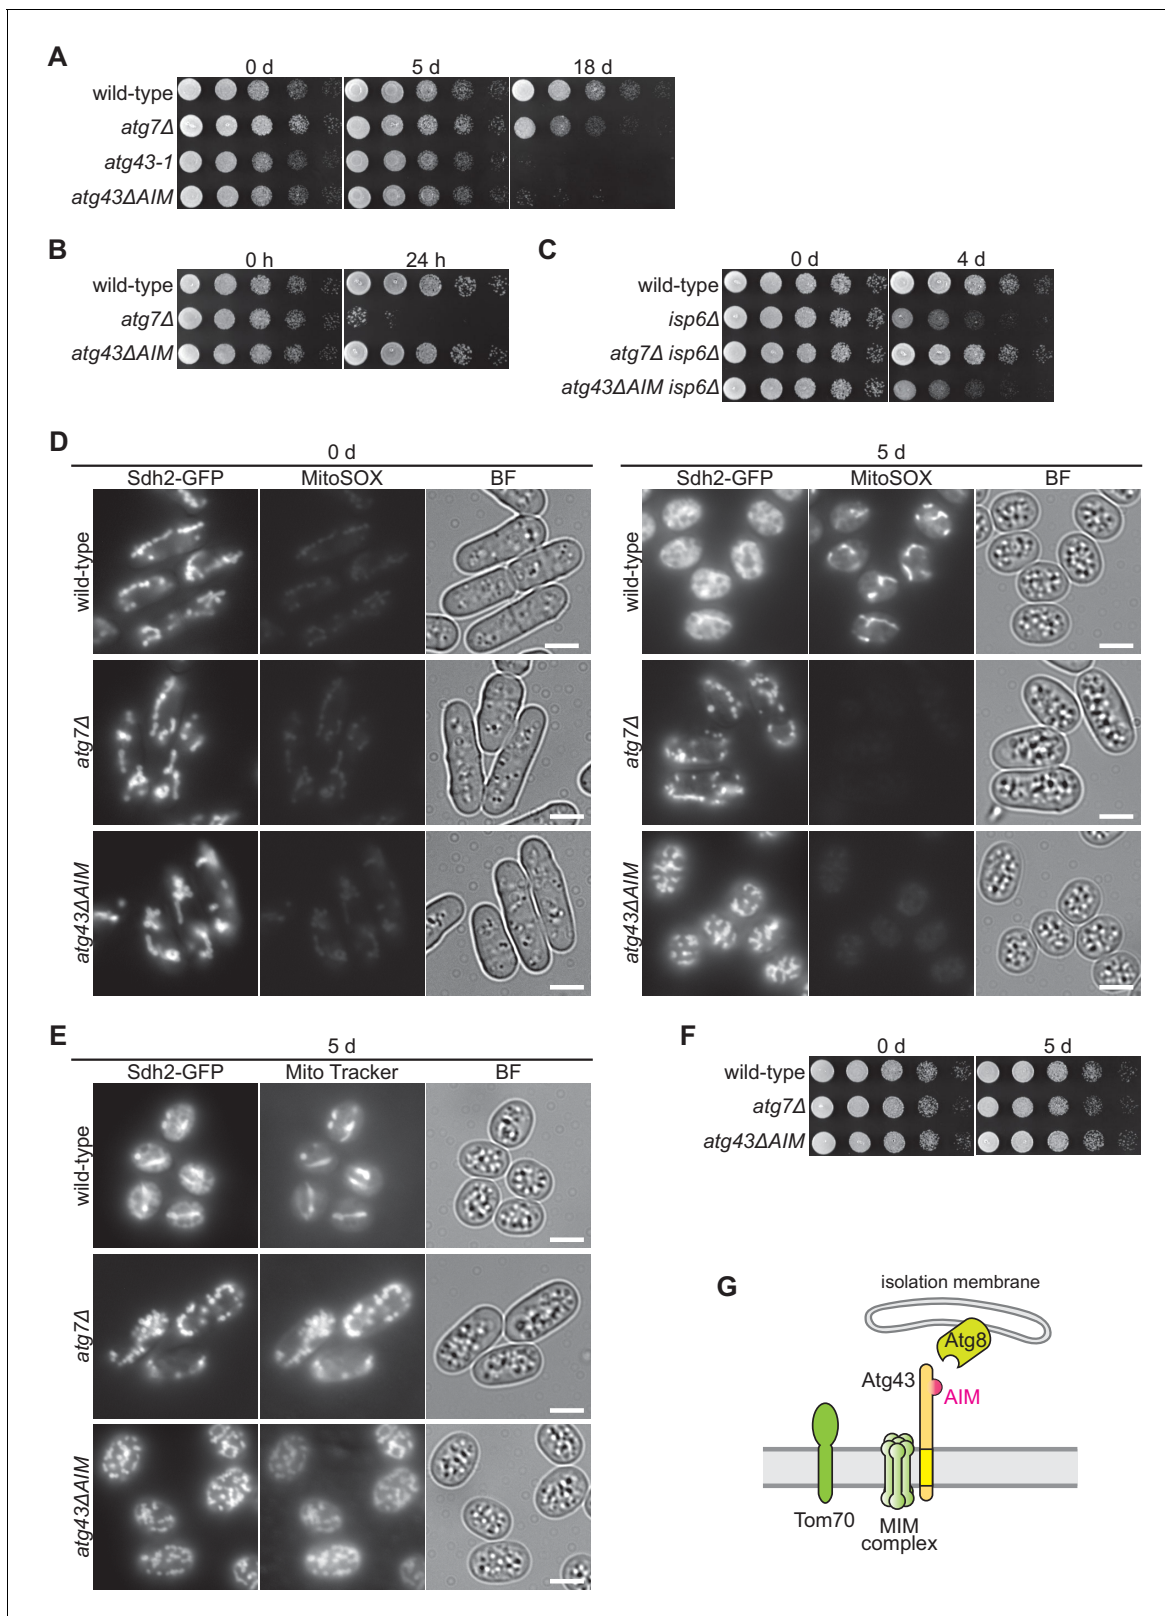 A
0 d 5 d 18 d
wild-type
atg7Δ
atg43-1
atg43ΔAIM
B
0 h 24 h
wild-type
atg7Δ
atg43ΔAIM
C
0 d 4 d
wild-type
isp6Δ
atg7Δ isp6Δ
atg43ΔAIM isp6Δ
D
0 d
Sdh2-GFP MitoSOX BF
wild-type
atg7Δ
atg43ΔAIM
5 d
Sdh2-GFP MitoSOX BF
wild-type
atg7Δ
atg43ΔAIM
E
5 d
Sdh2-GFP Mito Tracker BF
wild-type
atg7Δ
atg43ΔAIM
F
0 d 5 d
wild-type
atg7Δ
atg43ΔAIM
G
isolation membrane
Atg8
Atg43
AIM
Tom70
MIM
complex